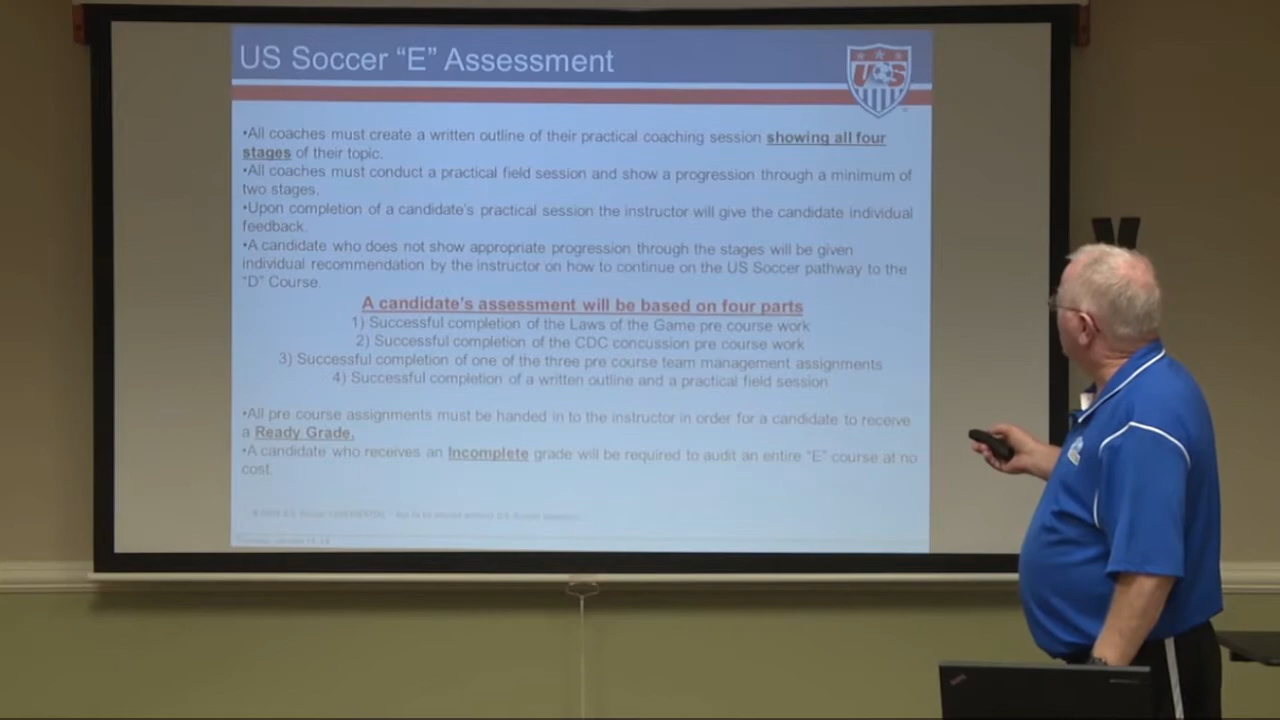 US Soccer “E” Assessment
US
•All coaches must create a written outline of their practical coaching session showing all four
stages of their topic.
•All coaches must conduct a practical field session and show a progression through a minimum of
two stages.
•Upon completion of a candidate's practical session the instructor will give the candidate individual
feedback.
•A candidate who does not show appropriate progression through the stages will be given
individual recommendation by the instructor on how to continue on the US Soccer pathway to the
“D” Course.
A candidate's assessment will be based on four parts
1) Successful completion of the Laws of the Game pre course work
2) Successful completion of the CDC concussion pre course work
3) Successful completion of one of the three pre course team management assignments
4) Successful completion of a written outline and a practical field session
•All pre course assignments must be handed in to the instructor in order for a candidate to receive
a Ready Grade.
•A candidate who receives an Incomplete grade will be required to audit an entire “E” course at no
cost.